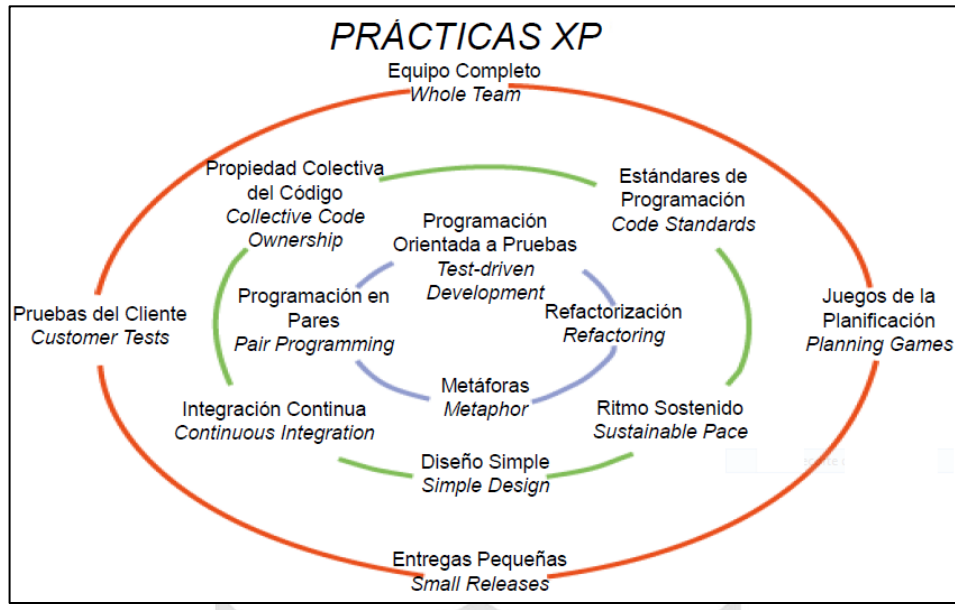 PRÁCTICAS XP
Equipo Completo
Whole Team
Propiedad Colectiva
del Código
Collective Code
Ownership
Estándares de
Programación
Code Standards
Programación
Orientada a Pruebas
Test-driven
Development
Pruebas del Cliente
Customer Tests
Programación en
Pares
Pair Programming
Refactorización
Refactoring
Juegos de la
Planificación
Planning Games
Metáforas
Metaphor
Integración Continua
Continuous Integration
Ritmo Sostenido
Sustainable Pace
Diseño Simple
Simple Design
Entregas Pequeñas
Small Releases